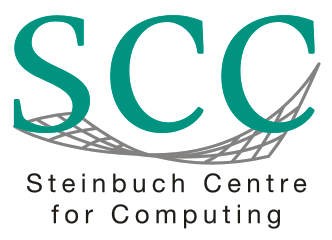 SCC
Steinbuch Centre
for Computing